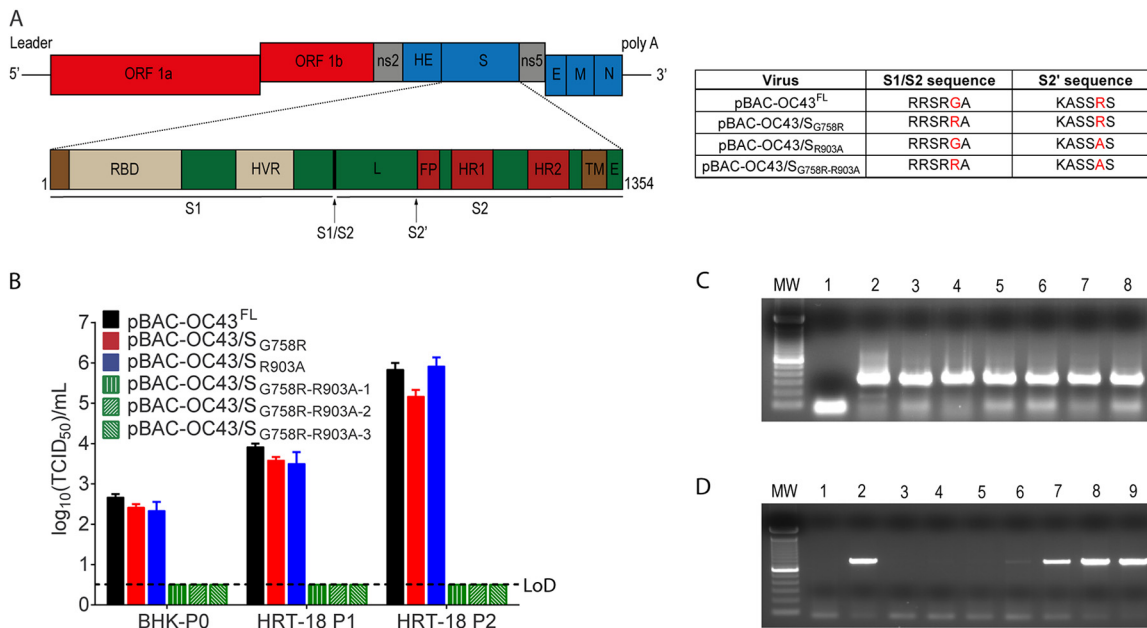 A
Leader
poly A
5'
ORF 1a
ORF 1b
ns2
HE
S
ns5
E
M
N
3'
1
RBD
HVR
L
FP
HR1
HR2
TM
E
1354
S1
S2
S1/S2
S2'
Virus S1/S2 sequence S2' sequence
pBAC-OC43FL RRSRGA KASSRS
pBAC-OC43/SG758R RRSRRA KASSRS
pBAC-OC43/SR903A RRSRGA KASSAS
pBAC-OC43/SG758R-R903A RRSRRA KASSAS
B
log10(TCID50)/mL
7
6
5
4
3
2
1
0
pBAC-OC43FL
pBAC-OC43/SG758R
pBAC-OC43/SR903A
pBAC-OC43/SG758R-R903A-1
pBAC-OC43/SG758R-R903A-2
pBAC-OC43/SG758R-R903A-3
LoD
BHK-P0 HRT-18 P1 HRT-18 P2
C
MW 1 2 3 4 5 6 7 8
D
MW 1 2 3 4 5 6 7 8 9